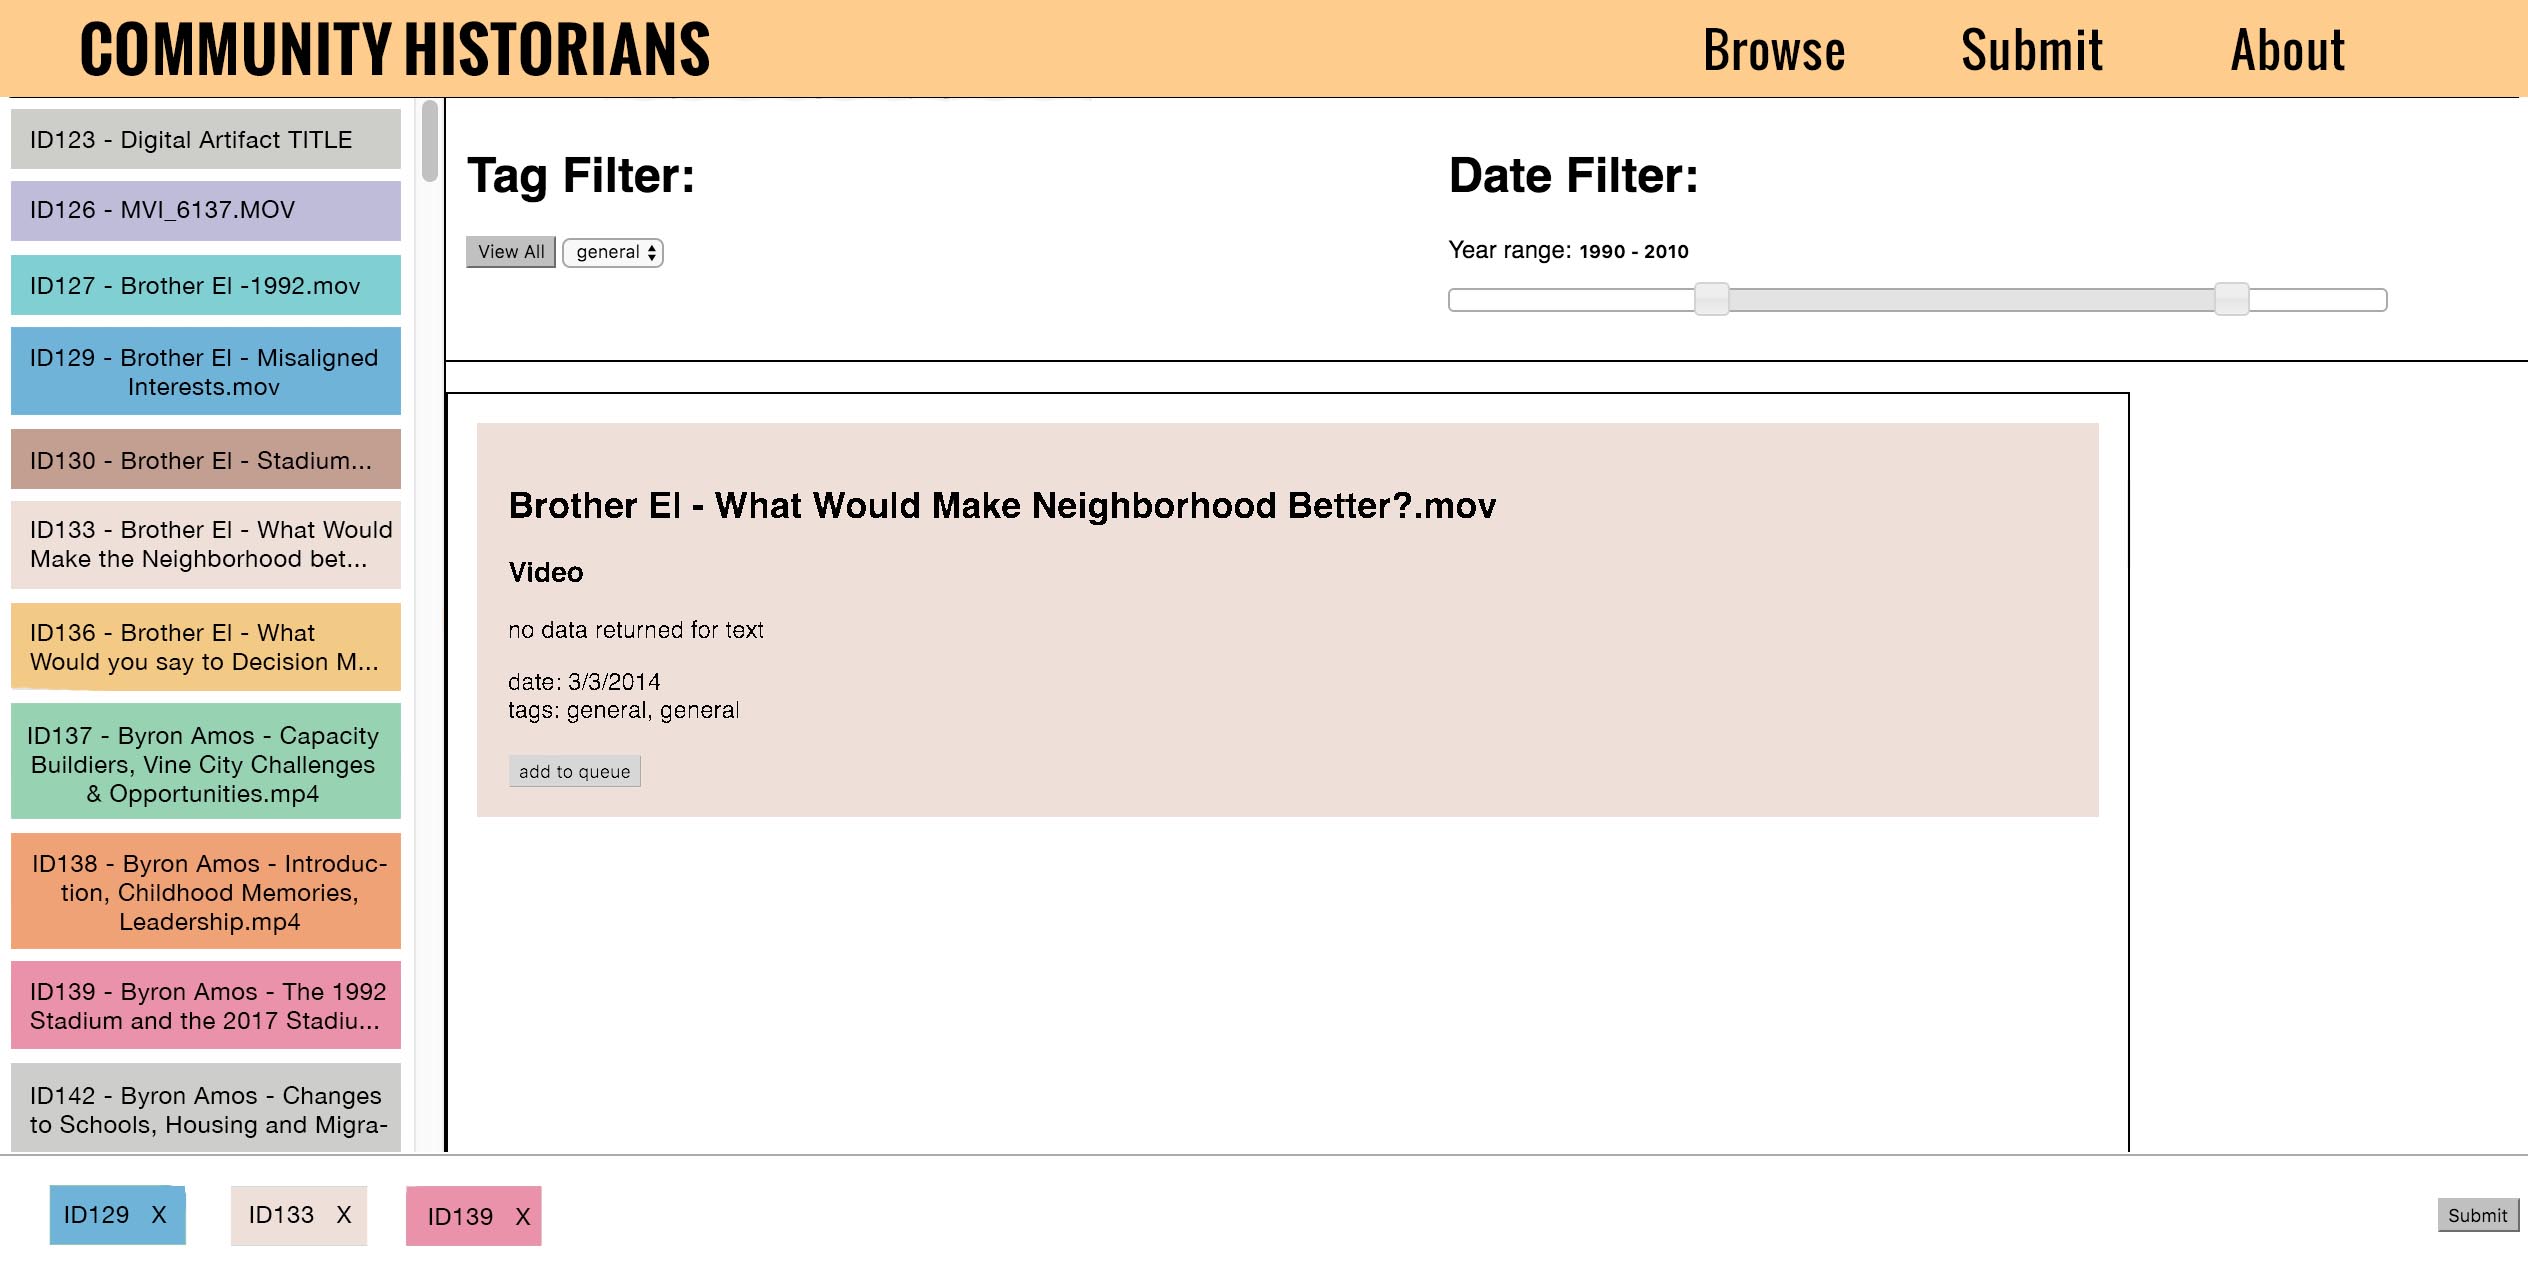 COMMUNITY HISTORIANS
Browse
Submit
About
ID123 - Digital Artifact TITLE
ID126 - MVI_6137.MOV
ID127 - Brother El -1992.mov
ID129 - Brother El - Misaligned
Interests.mov
ID130 - Brother El - Stadium...
ID133 - Brother El - What Would
Make the Neighborhood bet...
ID136 - Brother El - What
Would you say to Decision M...
ID137 - Byron Amos - Capacity
Buildiers, Vine City Challenges
& Opportunities.mp4
ID138 - Byron Amos - Introduc-
tion, Childhood Memories,
Leadership.mp4
ID139 - Byron Amos - The 1992
Stadium and the 2017 Stadiu...
ID142 - Byron Amos - Changes
to Schools, Housing and Migra-
Tag Filter:
View All
general
Date Filter:
Year range: 1990 - 2010
Brother El - What Would Make Neighborhood Better?.mov
Video
no data returned for text
date: 3/3/2014
tags: general, general
add to queue
ID129 X
ID133 X
ID139 X
Submit